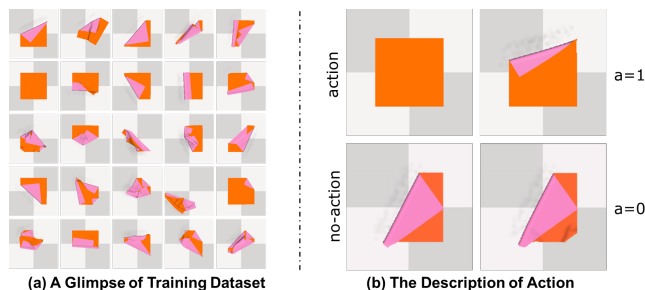 action
a=1
no-action
a=0
(a) A Glimpse of Training Dataset
(b) The Description of Action